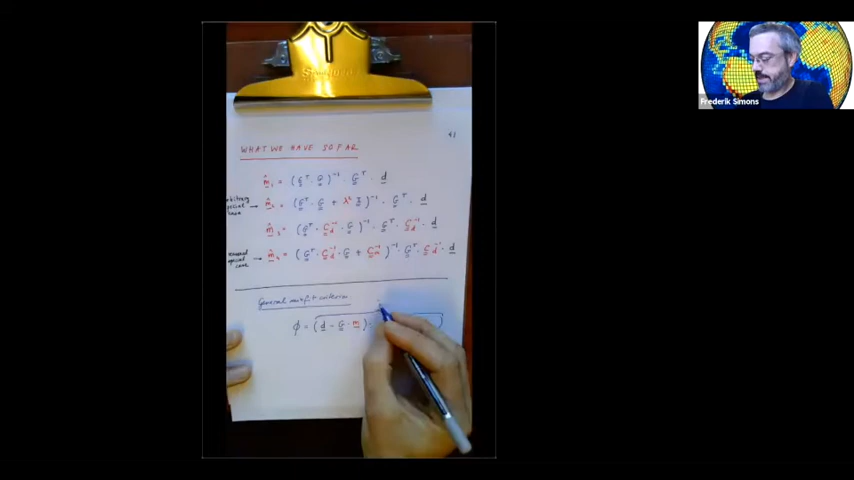 41
WHAT WE HAVE SO FAR
m̂₁ = (Gᵀ · G)⁻¹ · Gᵀ · d
arbitrary special case → m̂₂ = (Gᵀ · G + λ² I)⁻¹ · Gᵀ · d
m̂₃ = (Gᵀ · C_d⁻¹ · G)⁻¹ · Gᵀ · C_d⁻¹ · d
special case → m̂₄ = (Gᵀ · C_d⁻¹ · G + C_m⁻¹)⁻¹ · Gᵀ · C_d⁻¹ · d
General misfit criterion
φ = (d − G · m) ·
Frederik Simons